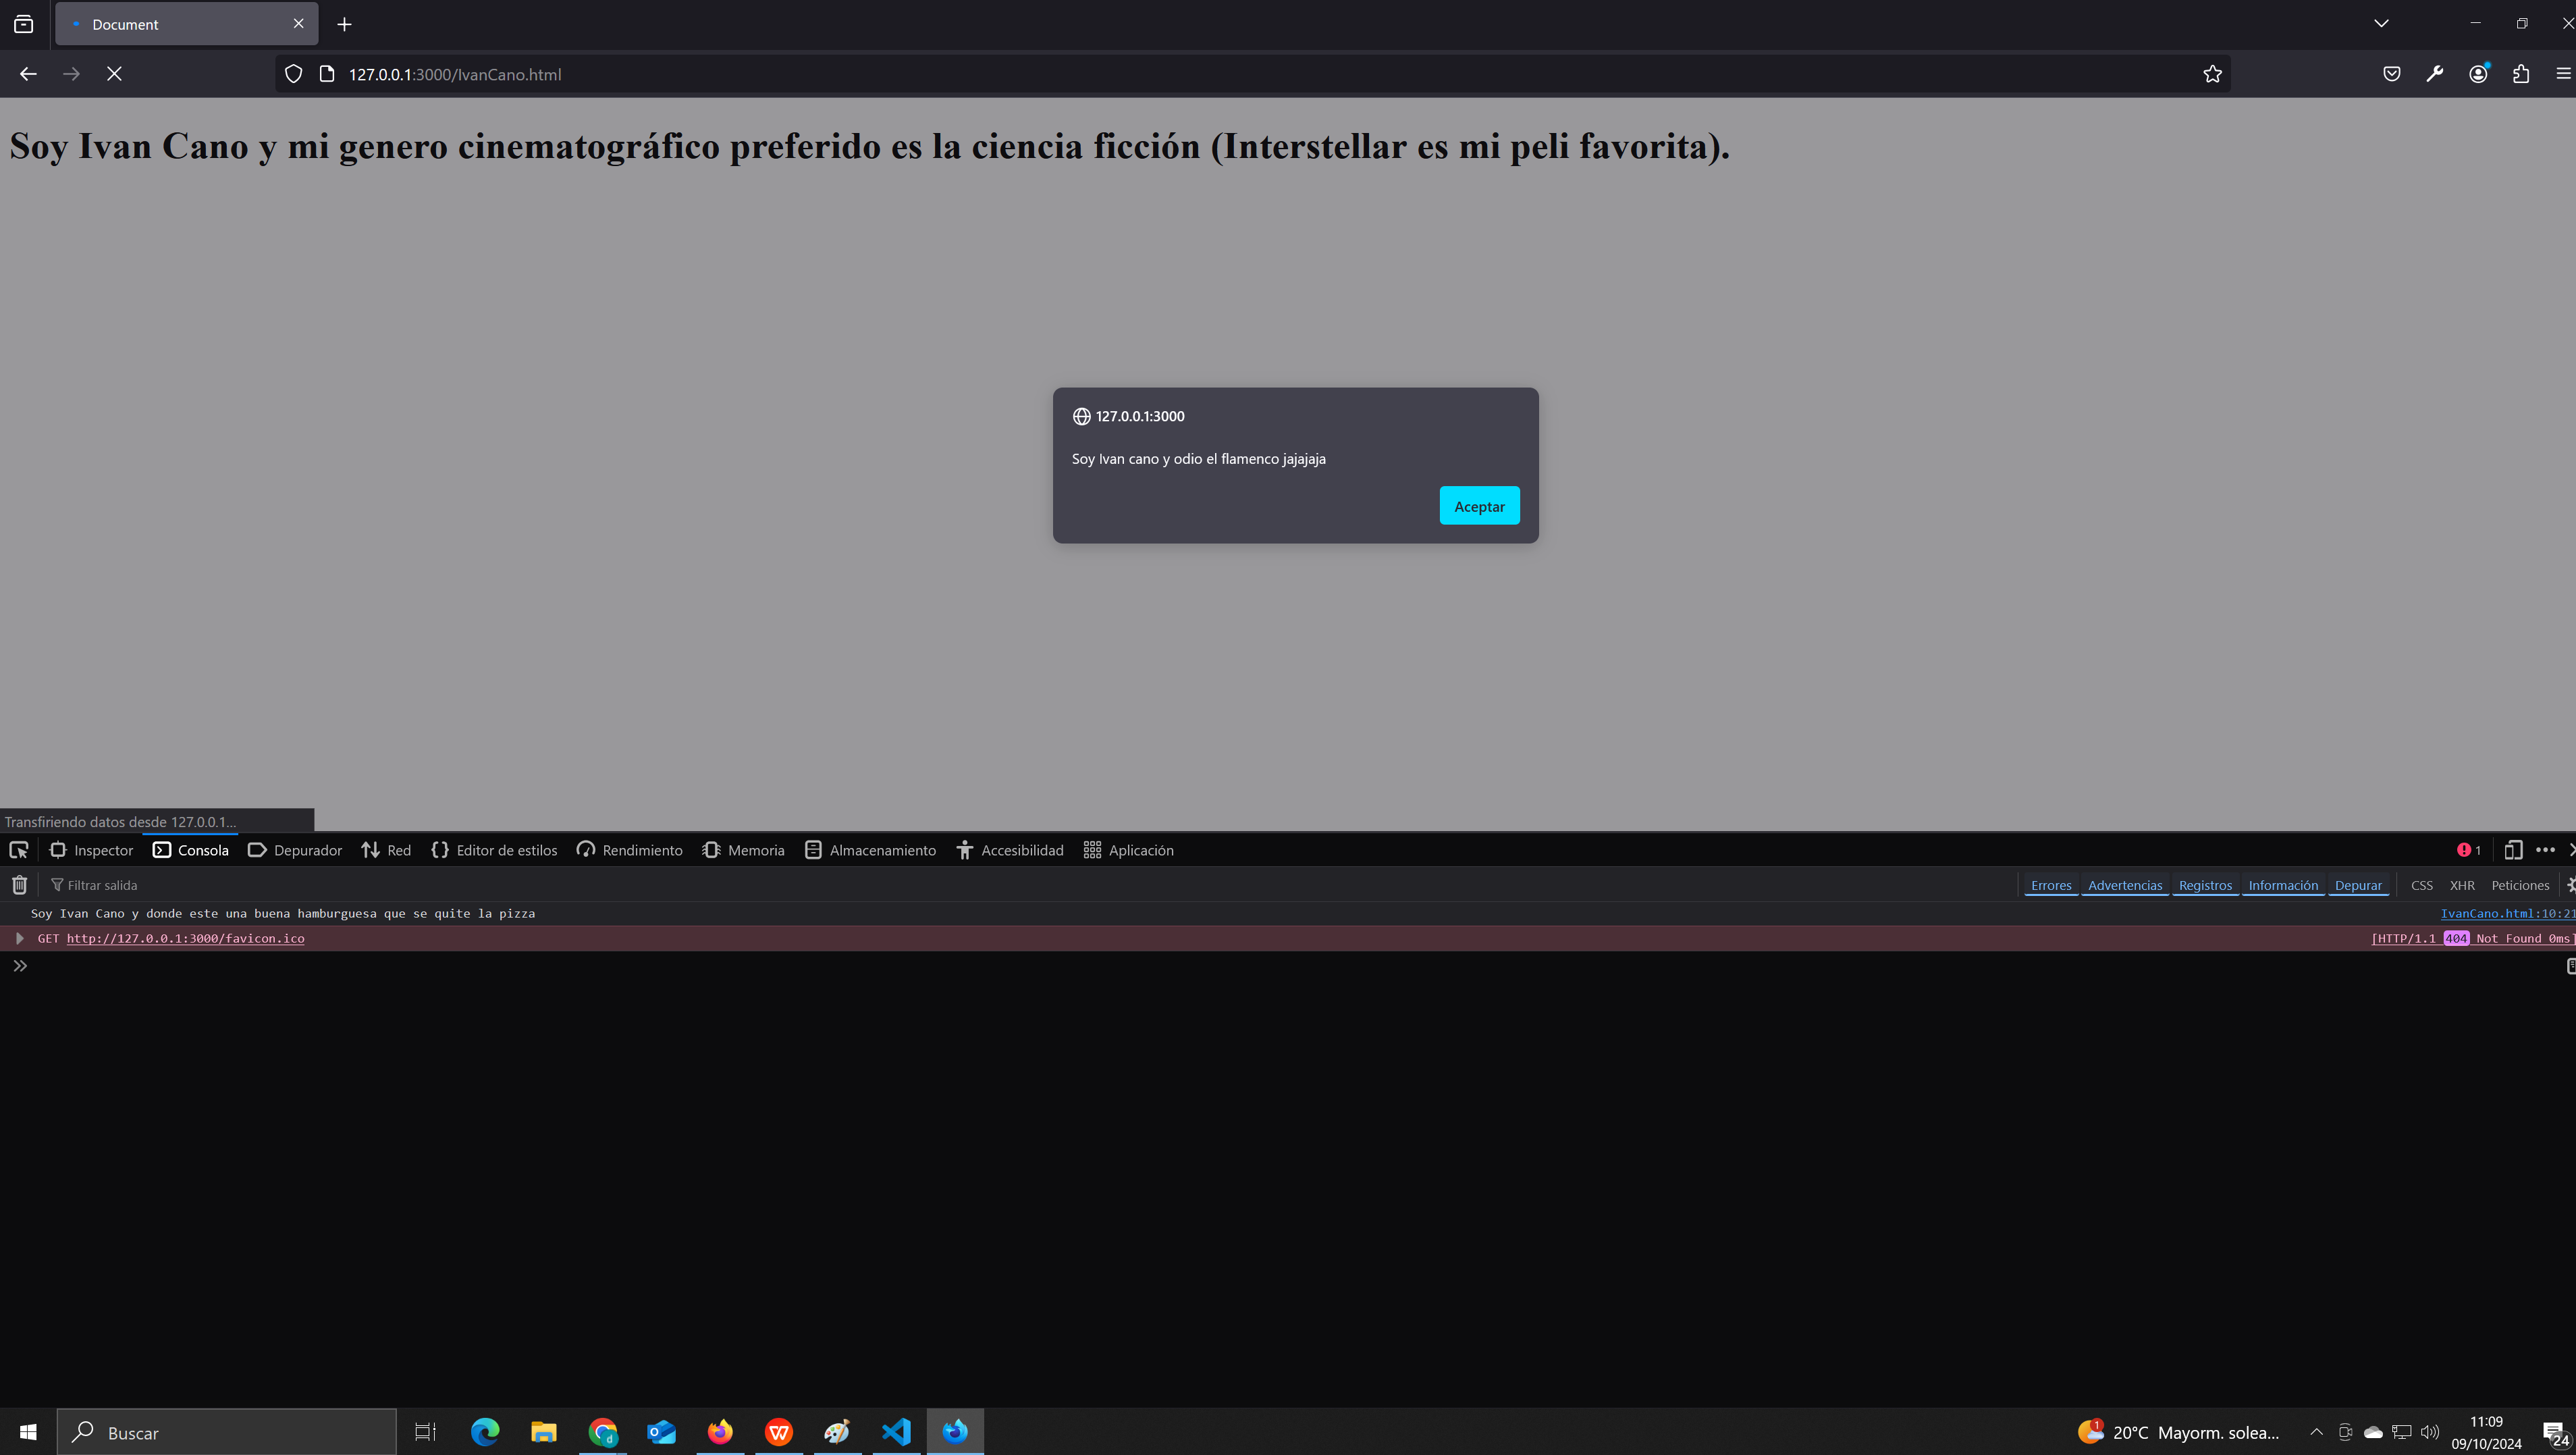 Document
127.0.0.1:3000/IvanCano.html
Soy Ivan Cano y mi genero cinematográfico preferido es la ciencia ficción (Interstellar es mi peli favorita).
127.0.0.1:3000
Soy Ivan cano y odio el flamenco jajajaja
Aceptar
Transfiriendo datos desde 127.0.0.1...
Inspector Consola Depurador Red Editor de estilos Rendimiento Memoria Almacenamiento Accesibilidad Aplicación 1
Filtrar salida Errores Advertencias Registros Información Depurar CSS XHR Peticiones
Soy Ivan Cano y donde este una buena hamburguesa que se quite la pizza IvanCano.html:10:21
GET http://127.0.0.1:3000/favicon.ico [HTTP/1.1 404 Not Found 0ms]
Buscar
1 20°C Mayorm. solea...
11:09
09/10/2024
24